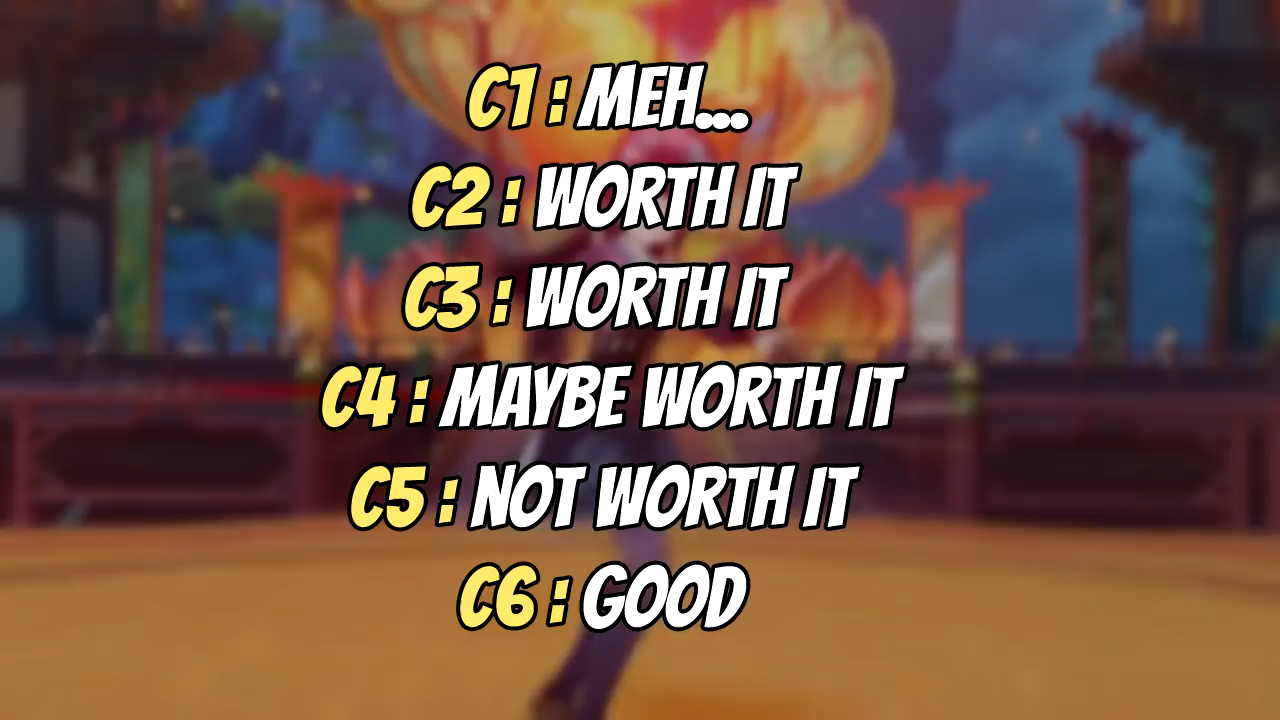 C1 : MEH...
C2 : WORTH IT
C3 : WORTH IT
C4 : MAYBE WORTH IT
C5 : NOT WORTH IT
C6 : GOOD